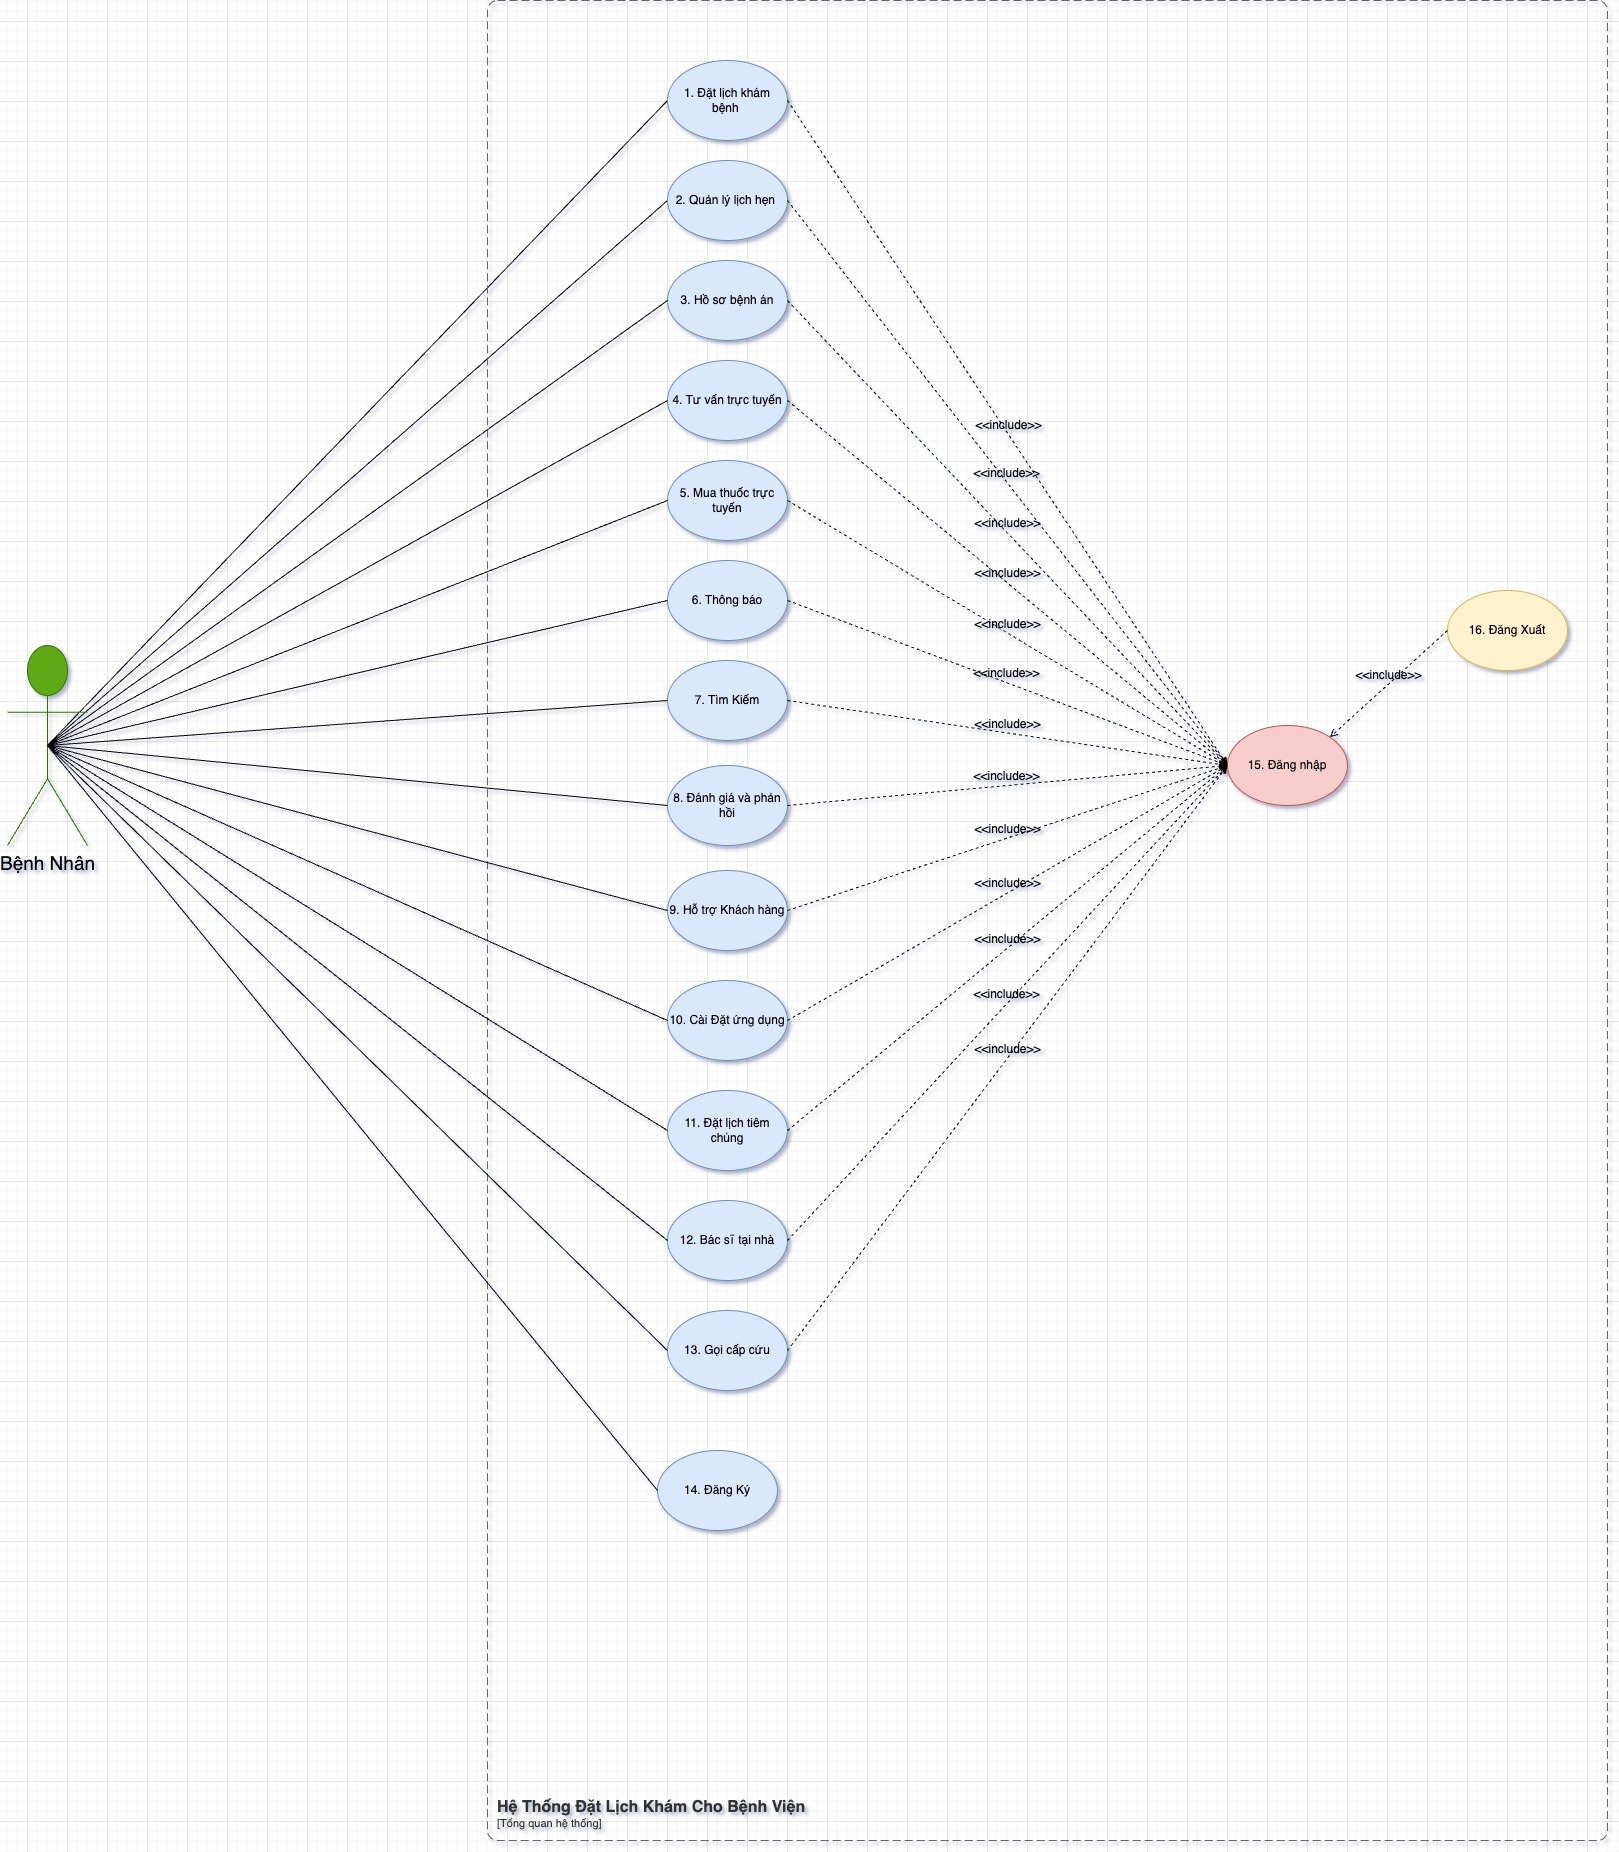 1. Đặt lịch khám
bệnh
2. Quản lý lịch hẹn
3. Hồ sơ bệnh án
4. Tư vấn trực tuyến
<<include>>
<<include>>
5. Mua thuốc trực
tuyến
<<include>>
<<include>>
6. Thông báo
<<include>>
16. Đăng Xuất
<<include>>
<<include>>
7. Tìm Kiếm
<<include>>
15. Đăng nhập
<<include>>
8. Đánh giá và phản
hồi
<<include>>
Bệnh Nhân
<<include>>
9. Hỗ trợ Khách hàng
<<include>>
<<include>>
10. Cài Đặt ứng dụng
<<include>>
11. Đặt lịch tiêm
chủng
12. Bác sĩ tại nhà
13. Gọi cấp cứu
14. Đăng Ký
Hệ Thống Đặt Lịch Khám Cho Bệnh Viện
[Tổng quan hệ thống]